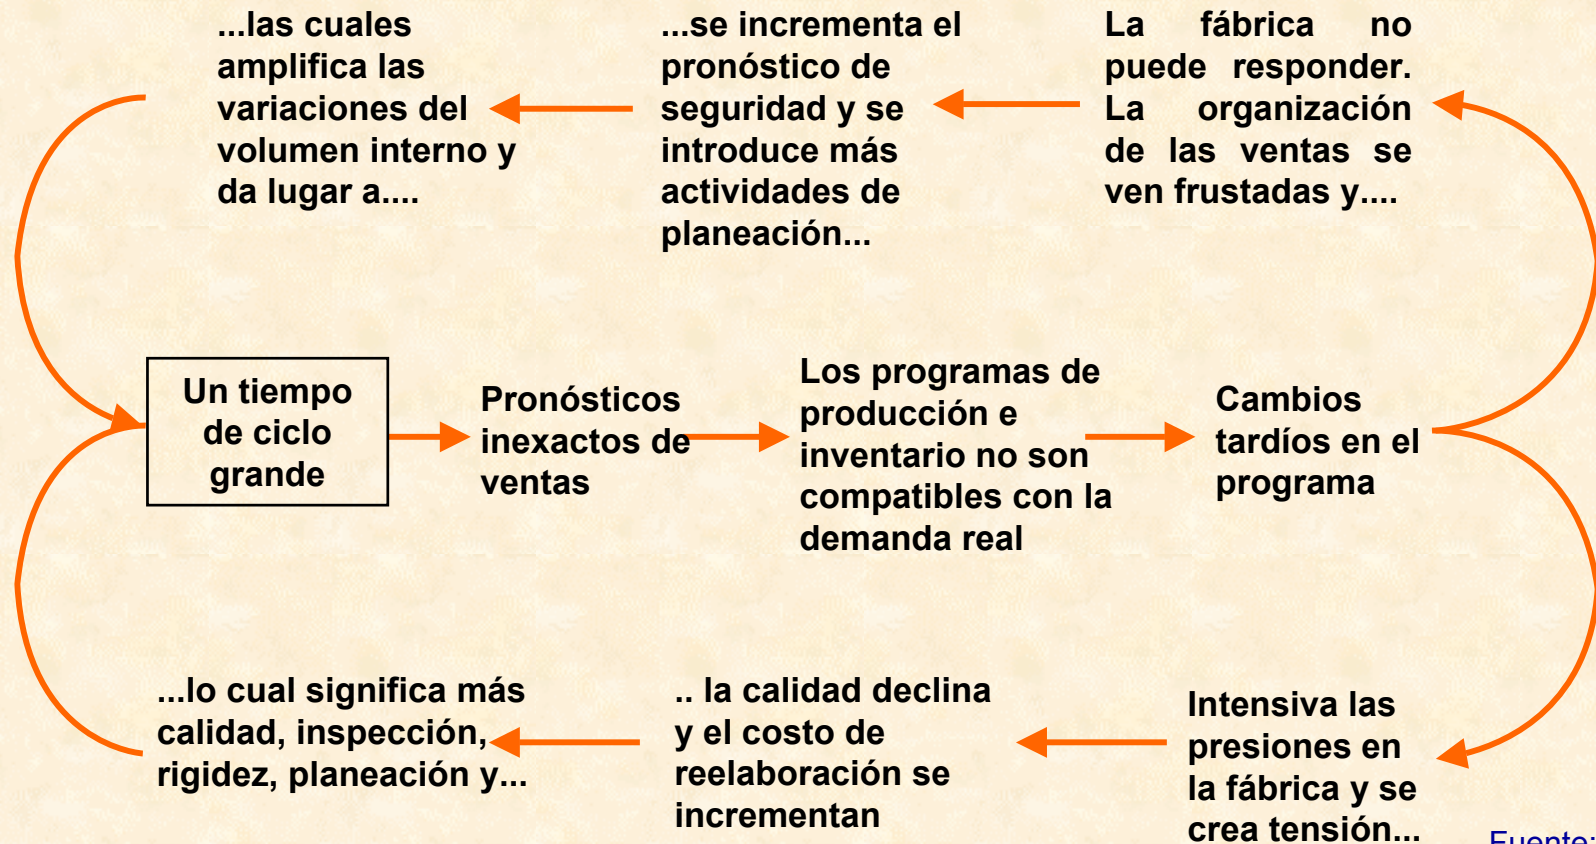 ...las cuales
amplifica las
variaciones del
volumen interno y
da lugar a....
...se incrementa el
pronóstico de
seguridad y se
introduce más
actividades de
planeación...
La fábrica no
puede responder.
La organización
de las ventas se
ven frustadas y....
Un tiempo
de ciclo
grande
Pronósticos
inexactos de
ventas
Los programas de
producción e
inventario no son
compatibles con la
demanda real
Cambios
tardíos en el
programa
...lo cual significa más
calidad, inspección,
rigidez, planeación y...
.. la calidad declina
y el costo de
reelaboración se
incrementan
Intensiva las
presiones en
la fábrica y se
crea tensión...
Fuente: